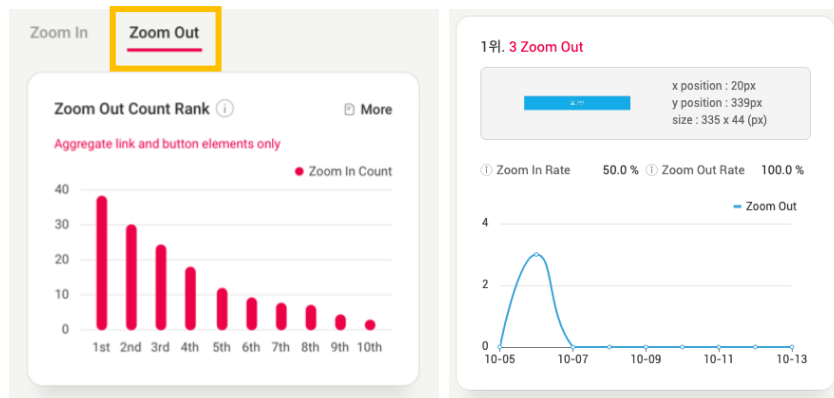 Zoom In
Zoom Out
Zoom Out Count Rank
More
Aggregate link and button elements only
Zoom In Count
40
30
20
10
0
1st 2nd 3rd 4th 5th 6th 7th 8th 9th 10th
1위. 3 Zoom Out
x position : 20px
y position : 339px
size : 335 x 44 (px)
Zoom In Rate 50.0 % Zoom Out Rate 100.0 %
Zoom Out
4
2
0
10-05 10-07 10-09 10-11 10-13